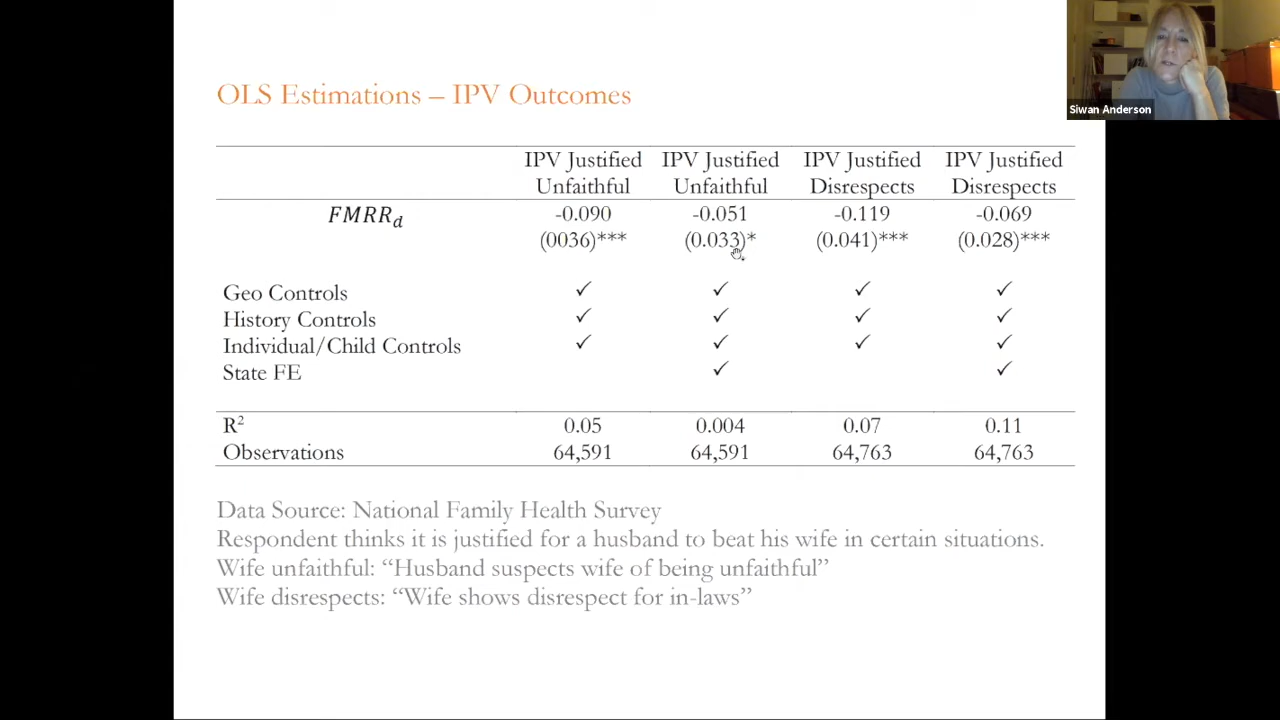 Siwan Anderson
OLS Estimations – IPV Outcomes
IPV Justified IPV Justified IPV Justified IPV Justified
Unfaithful Unfaithful Disrespects Disrespects
FMRR_d -0.090 -0.051 -0.119 -0.069
(0036)*** (0.033)* (0.041)*** (0.028)***
Geo Controls ✓ ✓ ✓ ✓
History Controls ✓ ✓ ✓ ✓
Individual/Child Controls ✓ ✓ ✓ ✓
State FE ✓ ✓
R² 0.05 0.004 0.07 0.11
Observations 64,591 64,591 64,763 64,763
Data Source: National Family Health Survey
Respondent thinks it is justified for a husband to beat his wife in certain situations.
Wife unfaithful: “Husband suspects wife of being unfaithful”
Wife disrespects: “Wife shows disrespect for in-laws”